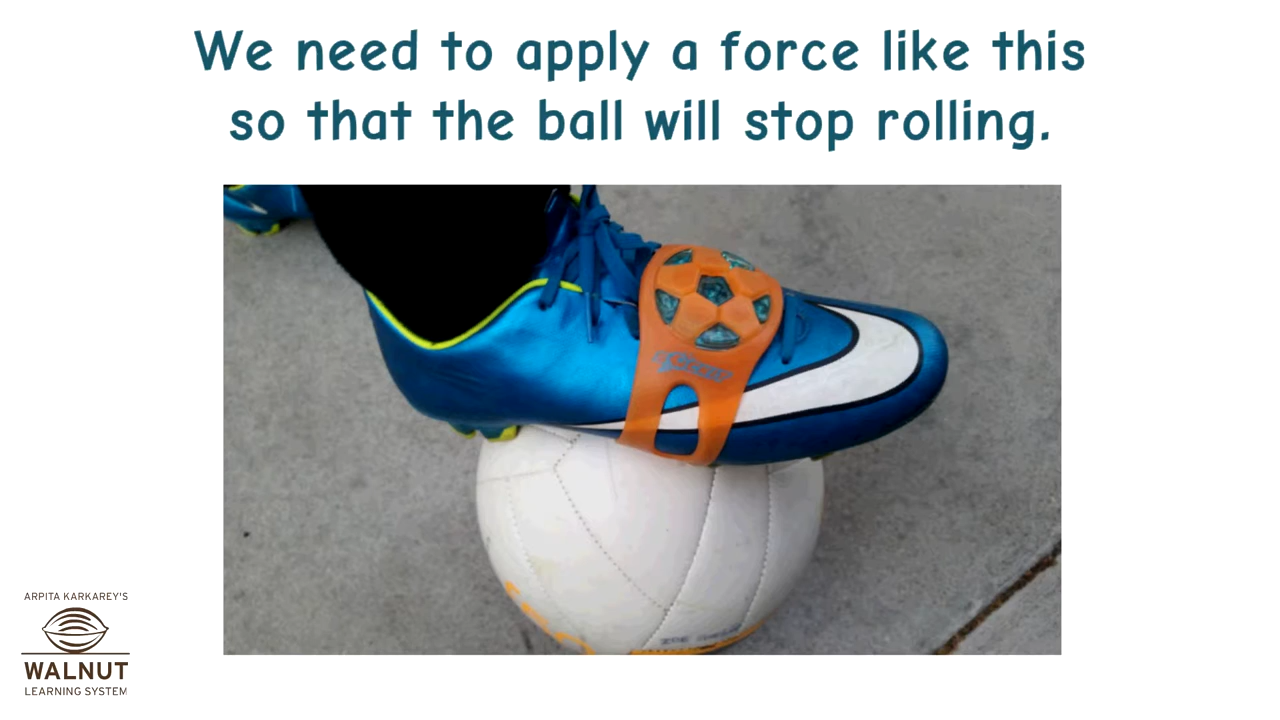 We need to apply a force like this
so that the ball will stop rolling.
ARPITA KARKAREY'S
WALNUT
LEARNING SYSTEM